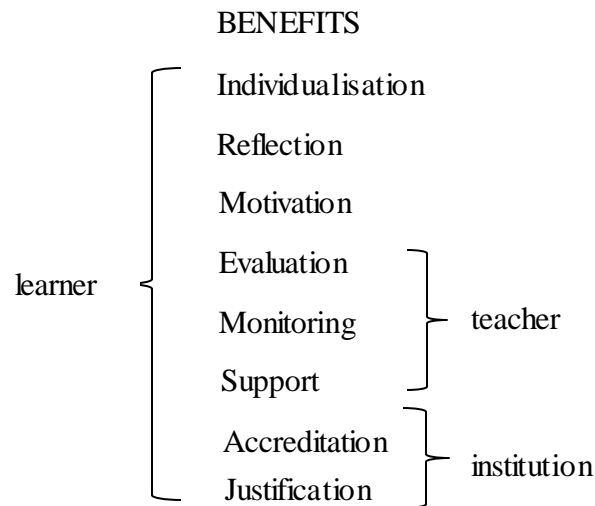 BENEFITS
Individualisation
Reflection
Motivation
Evaluation
learner
Monitoring
teacher
Support
Accreditation
institution
Justification